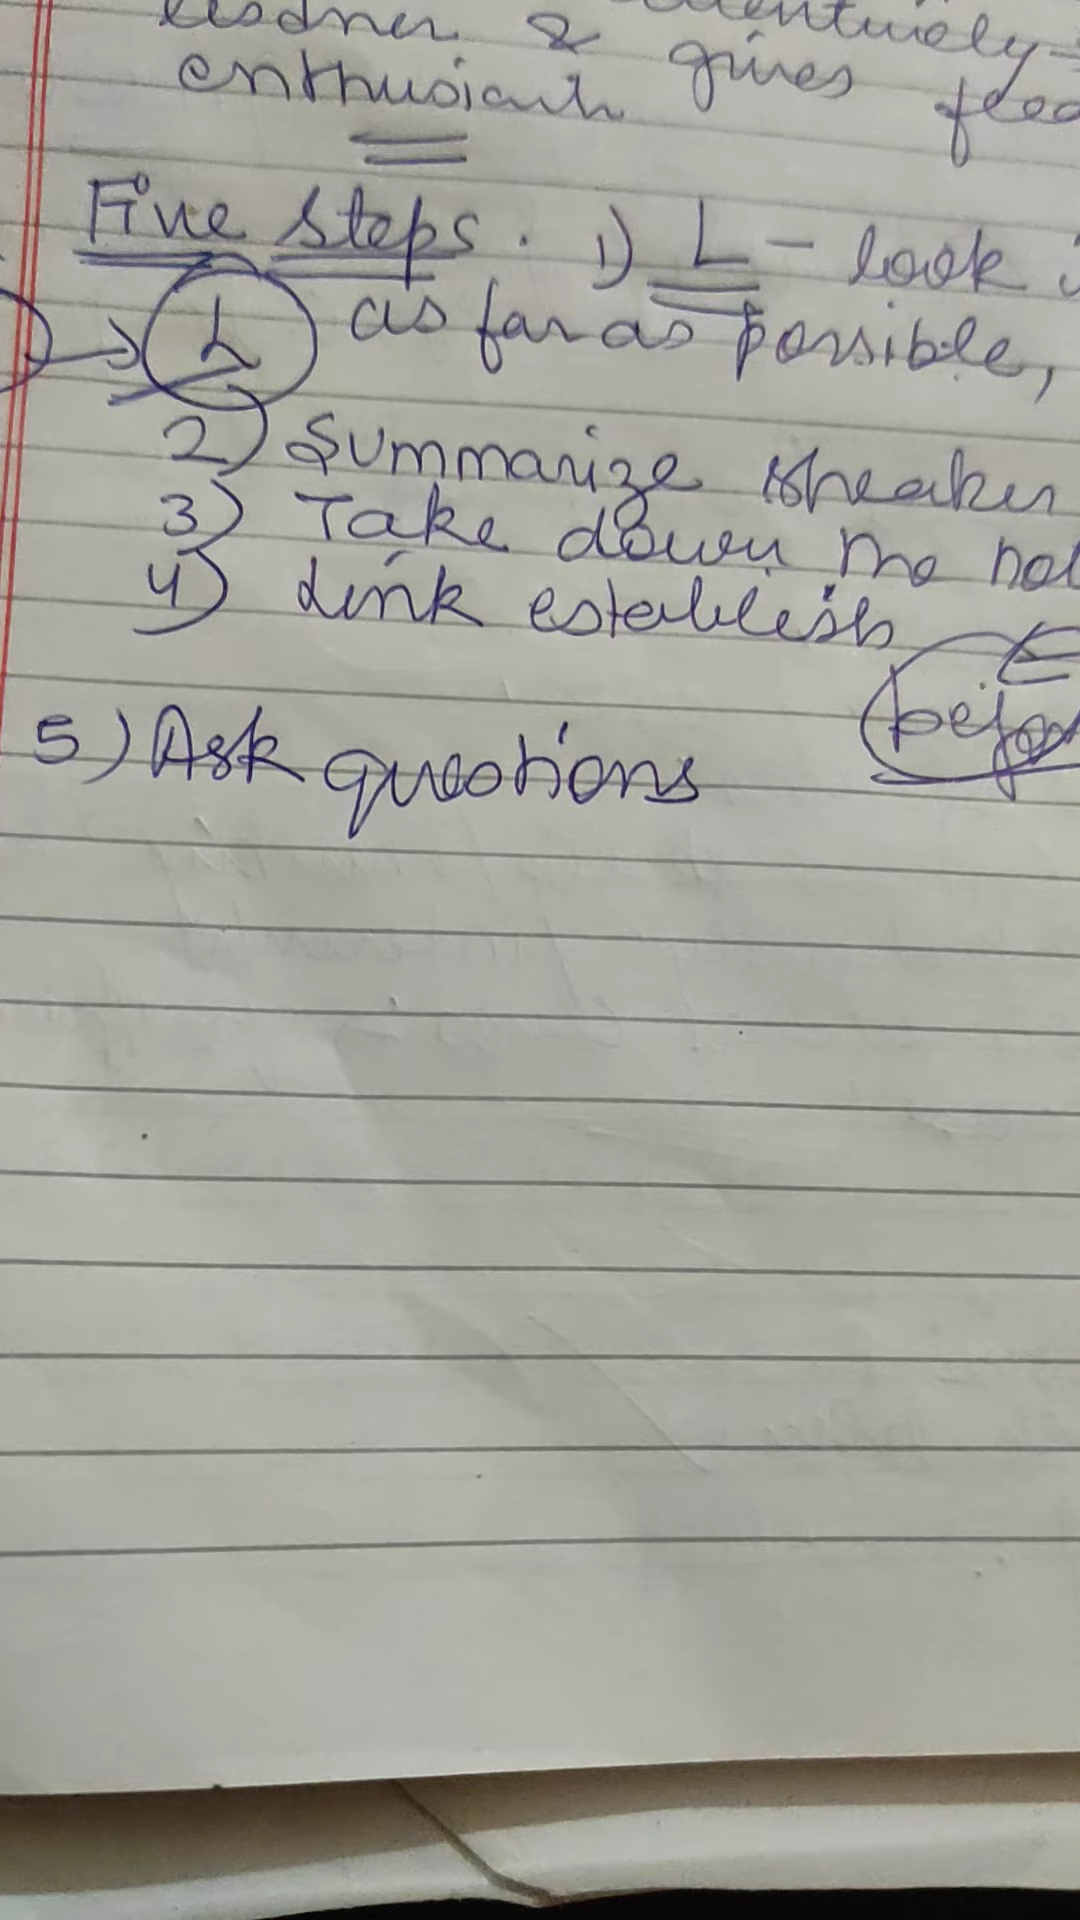 & gives
enthusiasth
Five steps. 1) L - look
L as far as possible,
2) Summarize speaker
3) Take down the
4) Link establish
5) Ask questions